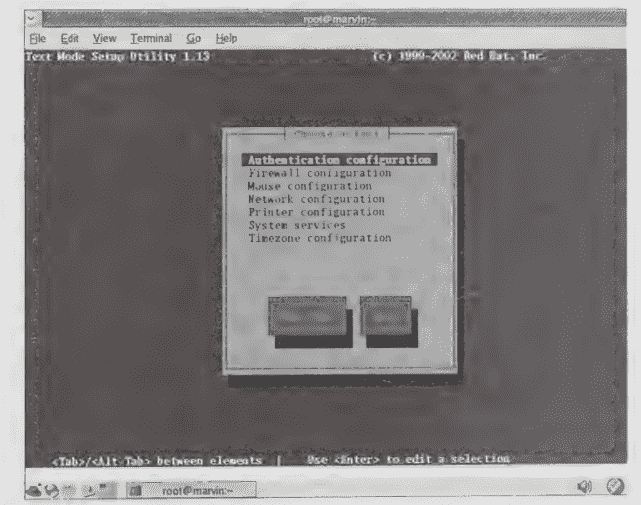 root@marvin:~
File Edit View Terminal Go Help
Text Mode Setup Utility 1.13 (c) 1999-2002 Red Hat, Inc.
Authentication configuration
Firewall configuration
Mouse configuration
Network configuration
Printer configuration
System services
Timezone configuration
<Tab>/<Alt-Tab> between elements | Use <Enter> to edit a selection
root@marvin:~